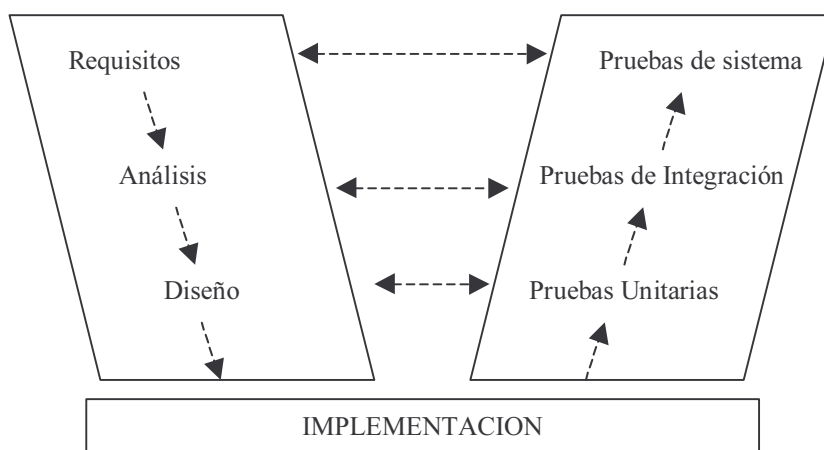 Requisitos
Pruebas de sistema
Análisis
Pruebas de Integración
Diseño
Pruebas Unitarias
IMPLEMENTACION